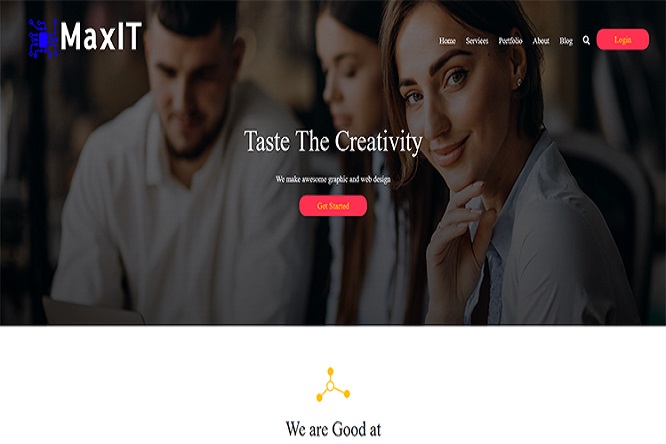 MaxIT
Home Services Portfolio About Blog Login
Taste The Creativity
We make awesome graphic and web design
Get Started
We are Good at